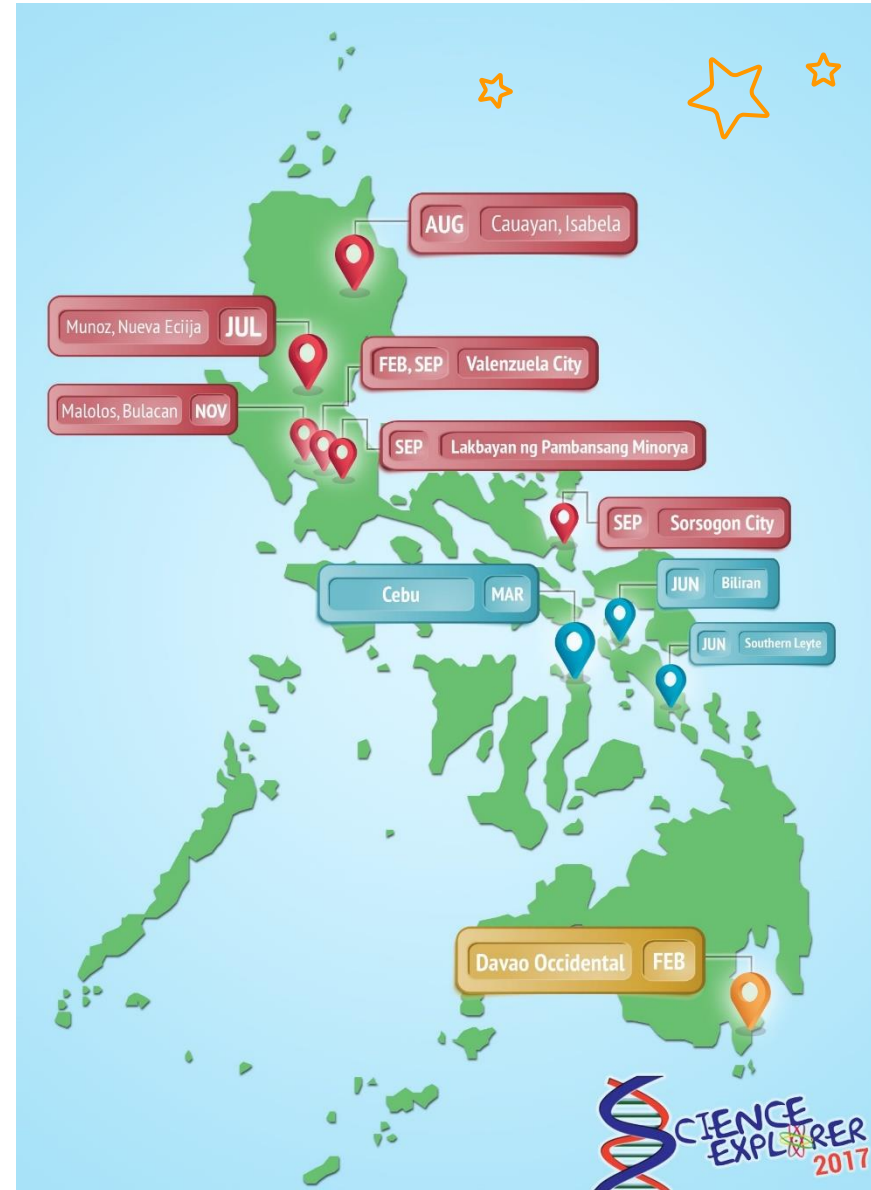 AUG Cauayan, Isabela
Munoz, Nueva Eciija JUL
FEB, SEP Valenzuela City
Malolos, Bulacan NOV
SEP Lakbayan ng Pambansang Minorya
SEP Sorsogon City
Cebu MAR
JUN Biliran
JUN Southern Leyte
Davao Occidental FEB
SCIENCE
EXPLORER
2017